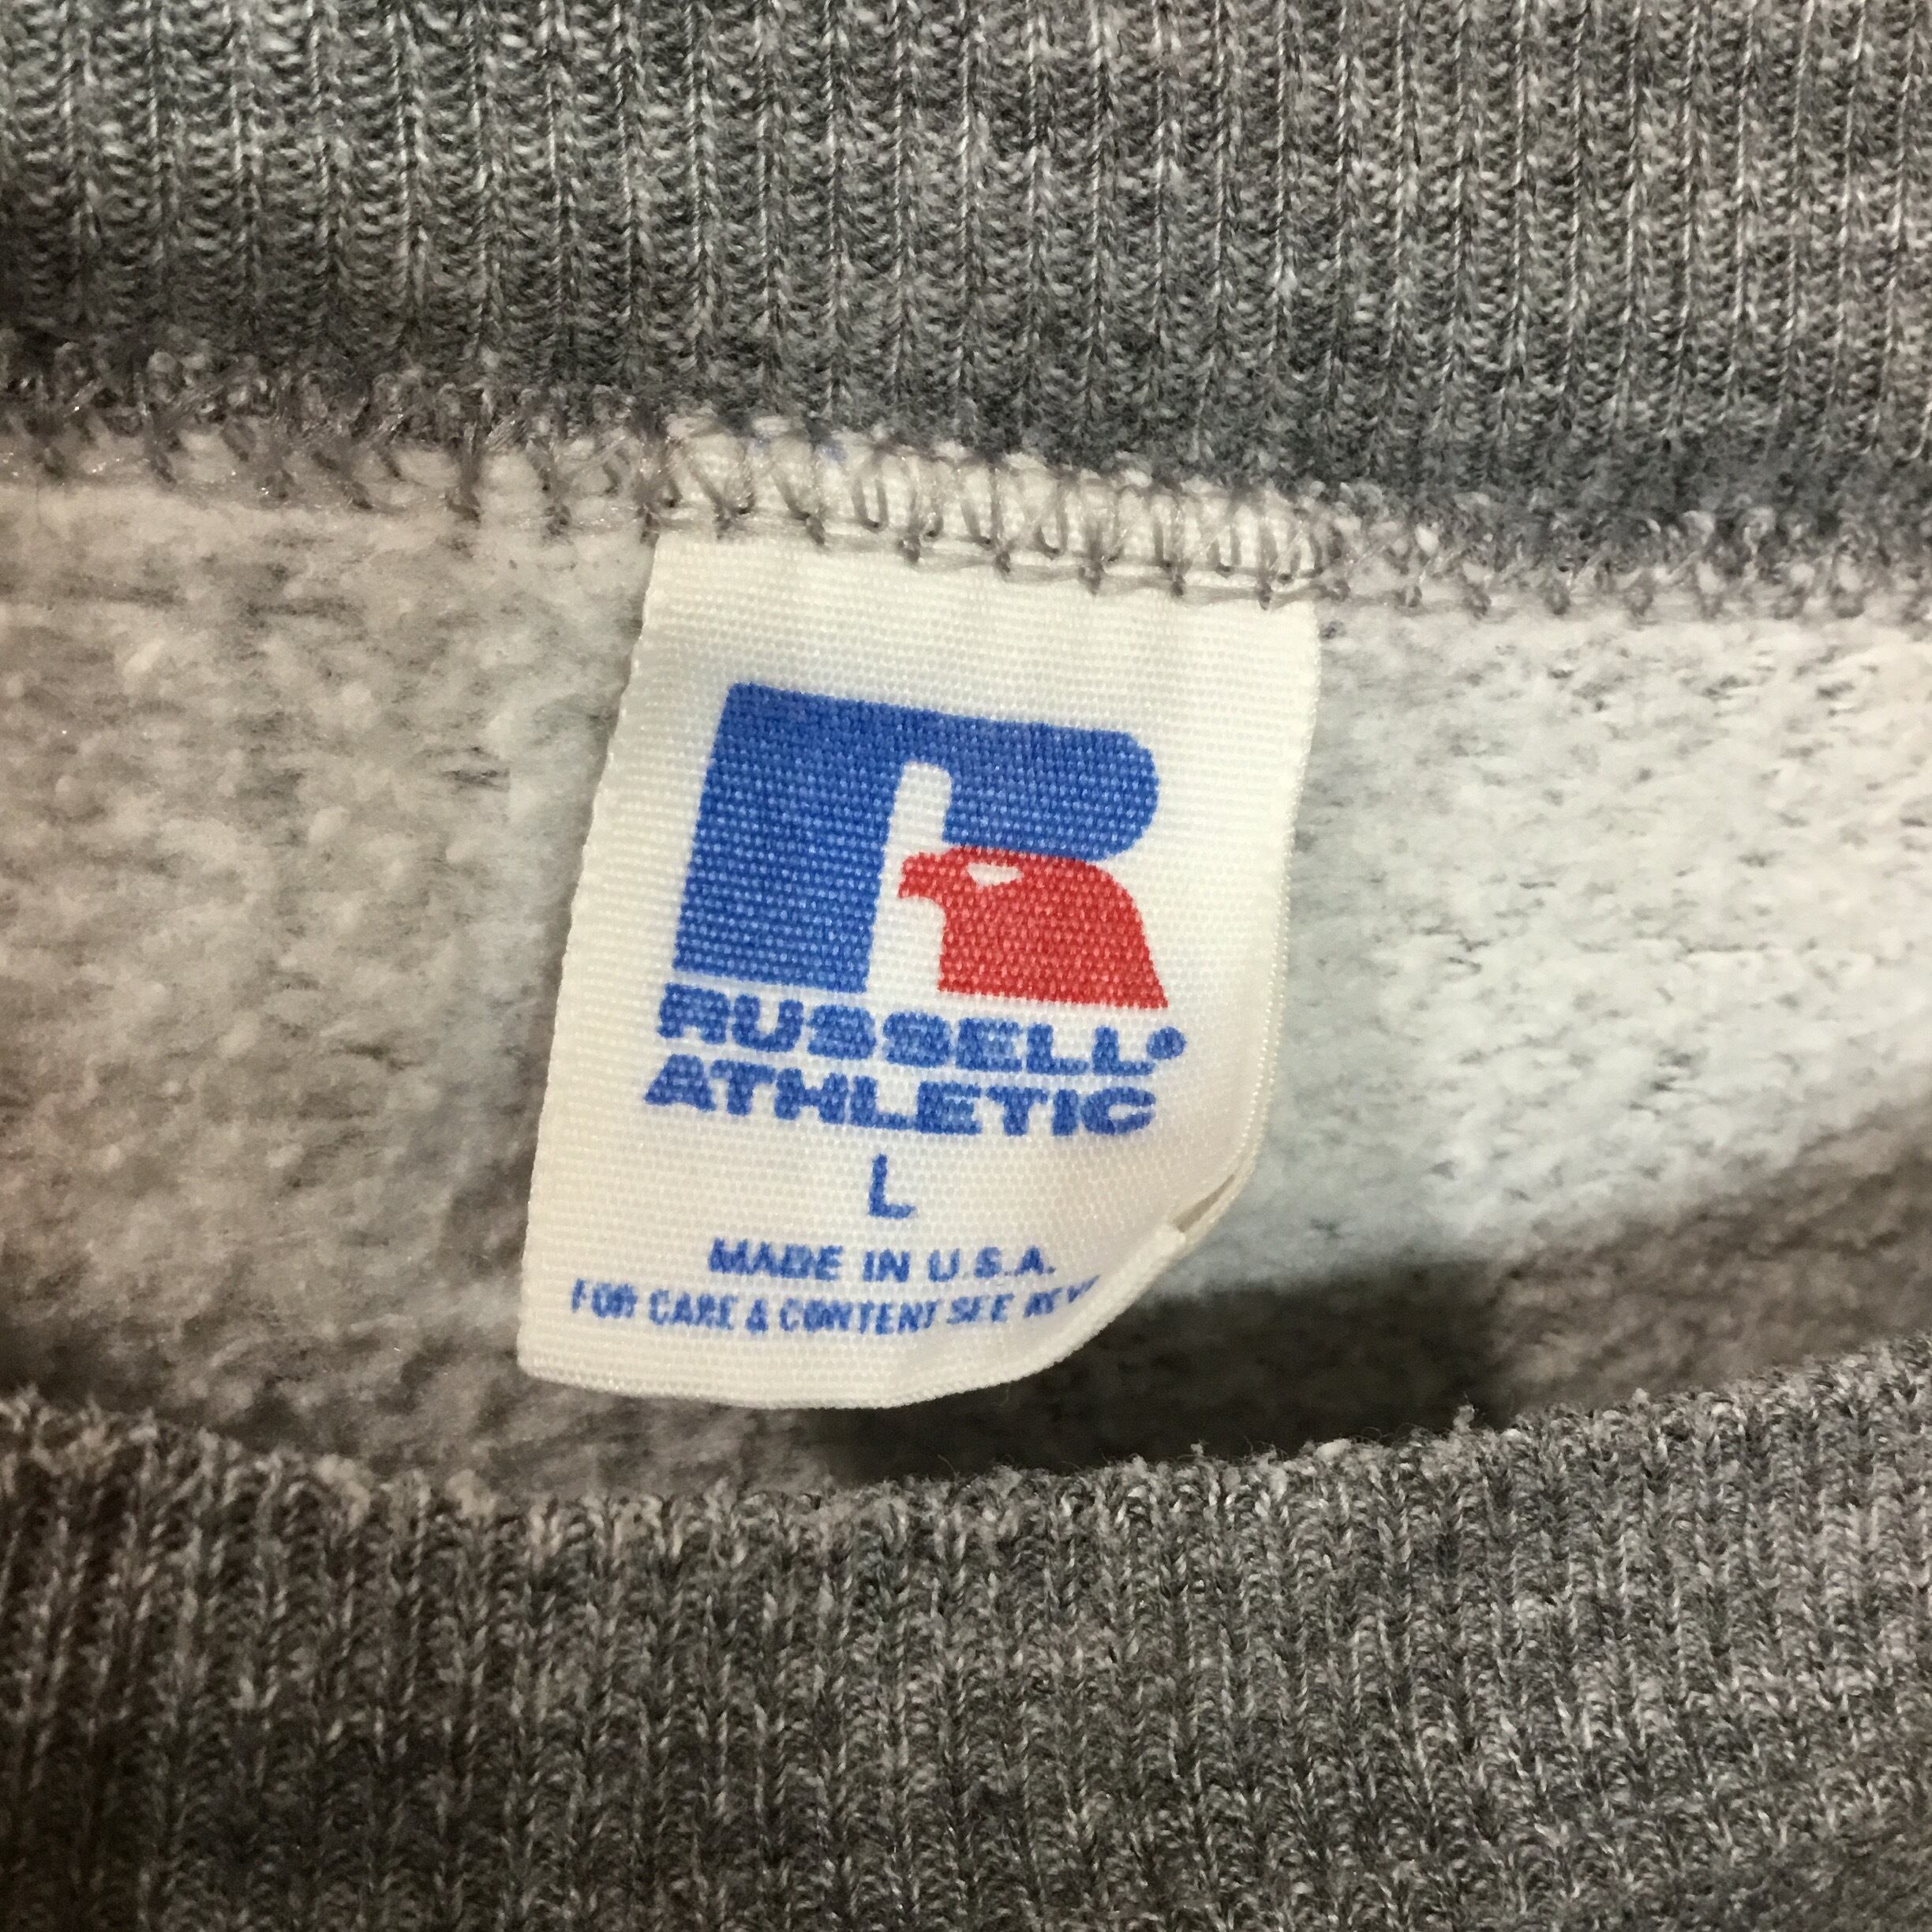 R
RUSSELL®
ATHLETIC
L
MADE IN U.S.A.
FOR CARE & CONTENT SEE